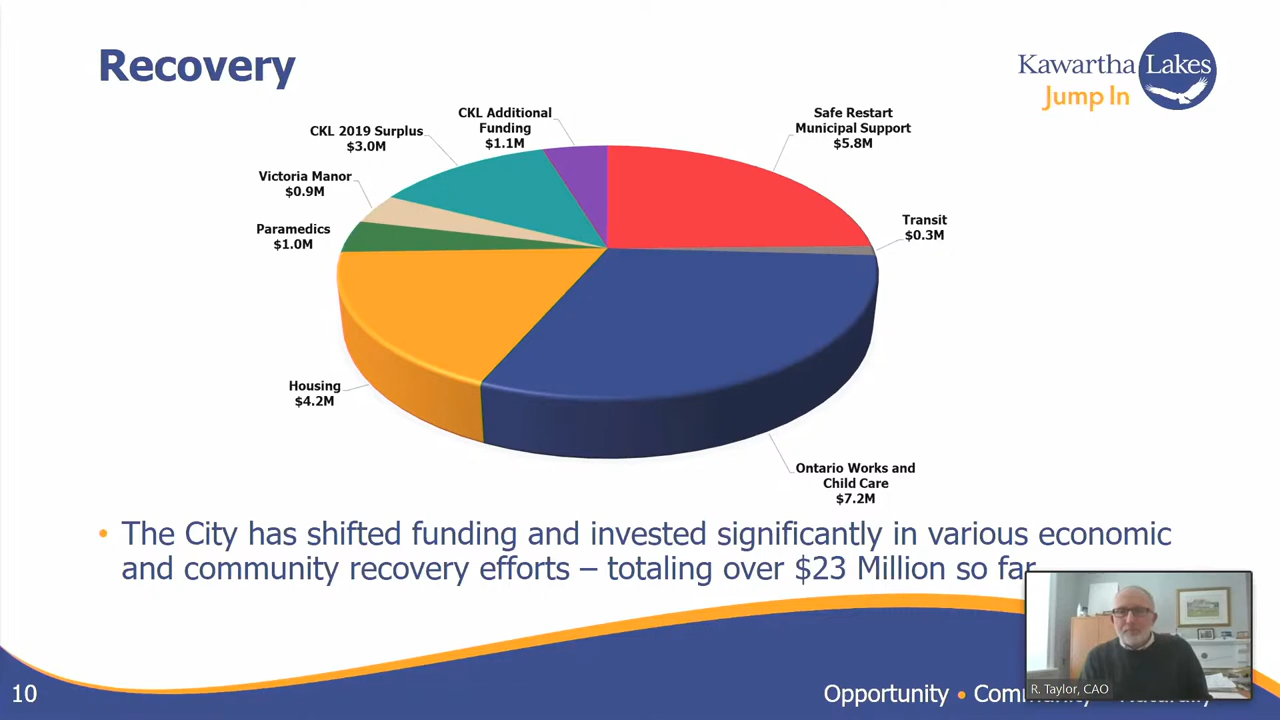 Recovery
Kawartha Lakes
Jump In
CKL Additional
Funding
$1.1M
Safe Restart
Municipal Support
$5.8M
CKL 2019 Surplus
$3.0M
Victoria Manor
$0.9M
Paramedics
$1.0M
Transit
$0.3M
Housing
$4.2M
Ontario Works and
Child Care
$7.2M
• The City has shifted funding and invested significantly in various economic
and community recovery efforts – totaling over $23 Million so far
R. Taylor, CAO
10
Opportunity •